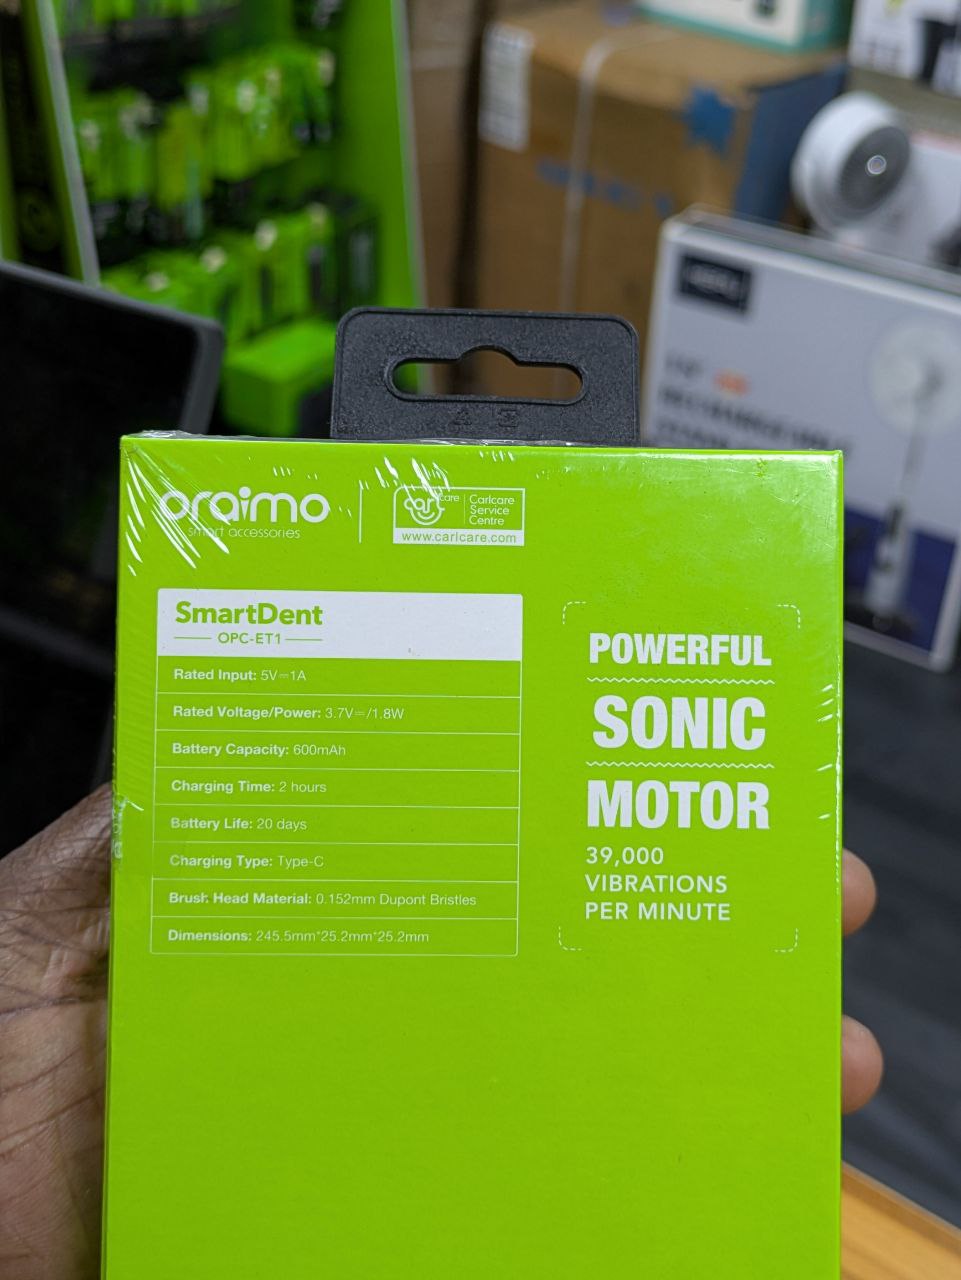 oraimo
smart accessories
care
Carlcare
Service
Centre
www.carlcare.com
SmartDent
OPC-ET1
Rated Input: 5V⎓1A
Rated Voltage/Power: 3.7V⎓/1.8W
Battery Capacity: 600mAh
Charging Time: 2 hours
Battery Life: 20 days
Charging Type: Type-C
Brush Head Material: 0.152mm Dupont Bristles
Dimensions: 245.5mm*25.2mm*25.2mm
POWERFUL
SONIC
MOTOR
39,000
VIBRATIONS
PER MINUTE